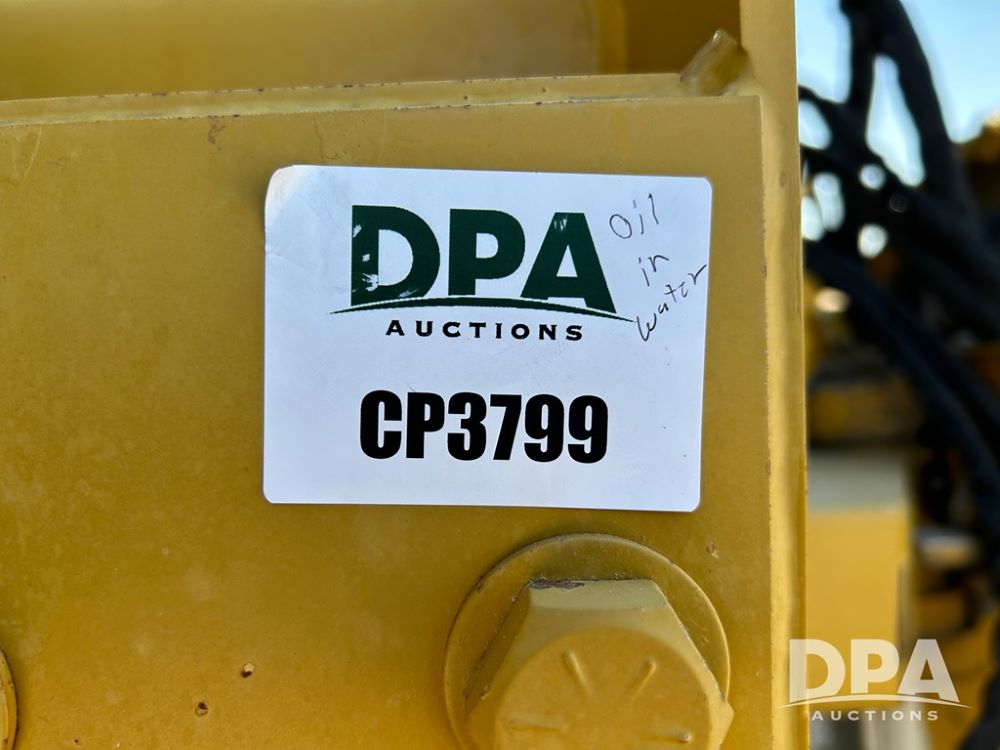 DPA
AUCTIONS
Oil
in
water
CP3799
DPA
AUCTIONS